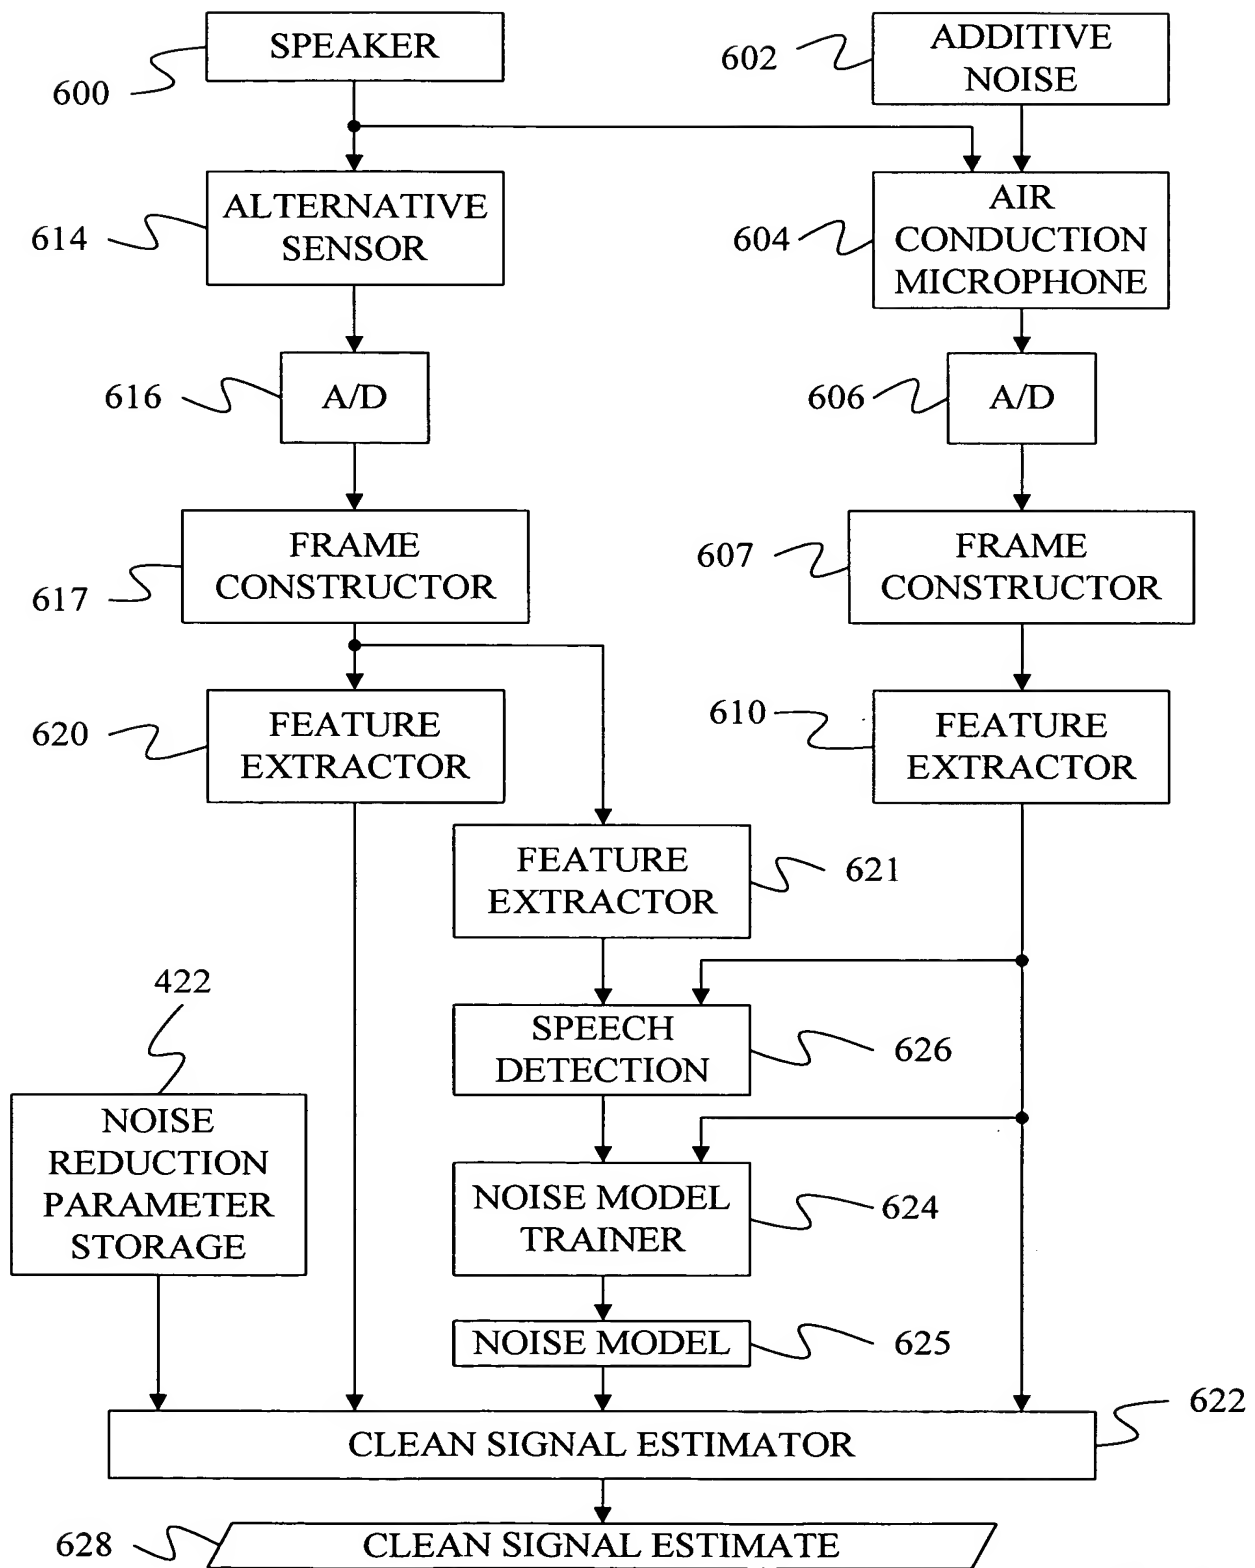 SPEAKER
600
ADDITIVE
NOISE
602
ALTERNATIVE
SENSOR
614
AIR
CONDUCTION
MICROPHONE
604
A/D
616
A/D
606
FRAME
CONSTRUCTOR
617
FRAME
CONSTRUCTOR
607
FEATURE
EXTRACTOR
620
FEATURE
EXTRACTOR
610
FEATURE
EXTRACTOR
621
422
SPEECH
DETECTION
626
NOISE
REDUCTION
PARAMETER
STORAGE
NOISE MODEL
TRAINER
624
NOISE MODEL
625
622
CLEAN SIGNAL ESTIMATOR
628
CLEAN SIGNAL ESTIMATE